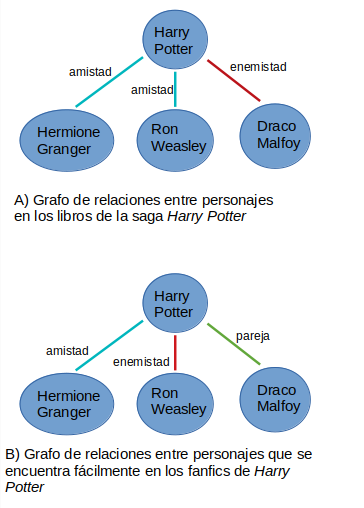 Harry
Potter
amistad
amistad
enemistad
Hermione
Granger
Ron
Weasley
Draco
Malfoy
A) Grafo de relaciones entre personajes
en los libros de la saga Harry Potter
Harry
Potter
amistad
enemistad
pareja
Hermione
Granger
Ron
Weasley
Draco
Malfoy
B) Grafo de relaciones entre personajes que se
encuentra fácilmente en los fanfics de Harry
Potter